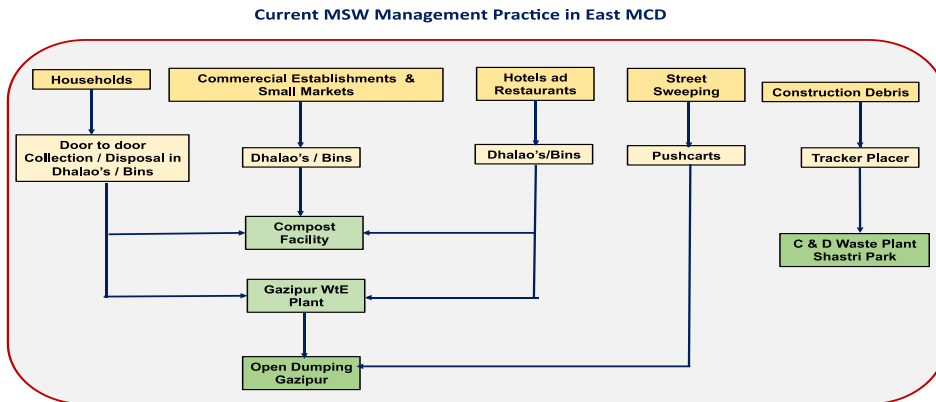 Current MSW Management Practice in East MCD
Households
Commerecial Establishments &
Small Markets
Hotels ad
Restaurants
Street
Sweeping
Construction Debris
Door to door
Collection / Disposal in
Dhalao's / Bins
Dhalao's / Bins
Dhalao's/Bins
Pushcarts
Tracker Placer
Compost
Facility
C & D Waste Plant
Shastri Park
Gazipur WtE
Plant
Open Dumping
Gazipur